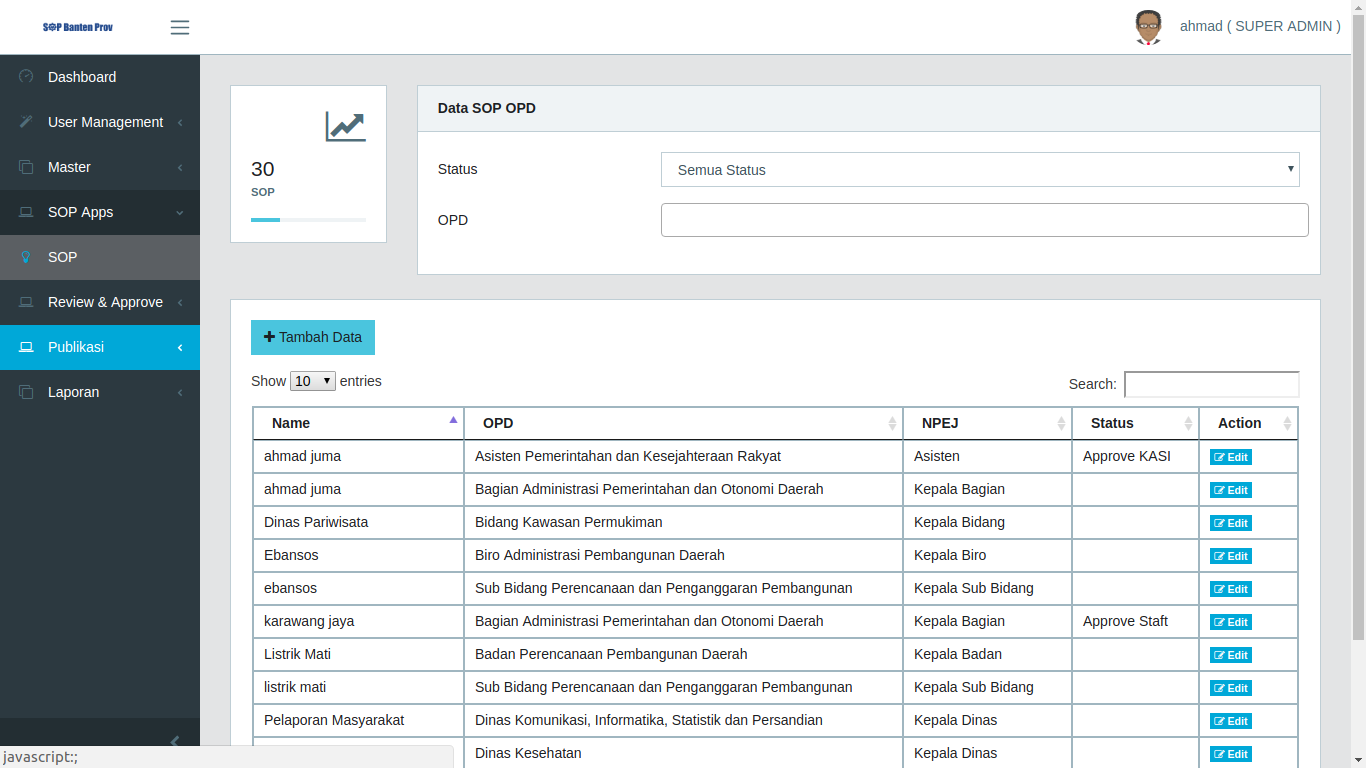 SOP Banten Prov
ahmad ( SUPER ADMIN )
Dashboard
User Management
Master
SOP Apps
SOP
Review & Approve
Publikasi
Laporan
30
SOP
Data SOP OPD
Status Semua Status
OPD
Tambah Data
Show 10 entries
Search:
Name OPD NPEJ Status Action
ahmad juma Asisten Pemerintahan dan Kesejahteraan Rakyat Asisten Approve KASI Edit
ahmad juma Bagian Administrasi Pemerintahan dan Otonomi Daerah Kepala Bagian Edit
Dinas Pariwisata Bidang Kawasan Permukiman Kepala Bidang Edit
Ebansos Biro Administrasi Pembangunan Daerah Kepala Biro Edit
ebansos Sub Bidang Perencanaan dan Penganggaran Pembangunan Kepala Sub Bidang Edit
karawang jaya Bagian Administrasi Pemerintahan dan Otonomi Daerah Kepala Bagian Approve Staft Edit
Listrik Mati Badan Perencanaan Pembangunan Daerah Kepala Badan Edit
listrik mati Sub Bidang Perencanaan dan Penganggaran Pembangunan Kepala Sub Bidang Edit
Pelaporan Masyarakat Dinas Komunikasi, Informatika, Statistik dan Persandian Kepala Dinas Edit
Dinas Kesehatan Kepala Dinas Edit
javascript:;